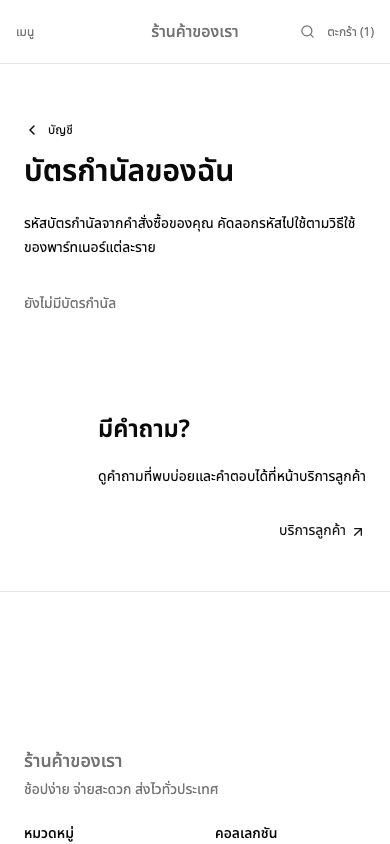 เมนู
ร้านค้าของเรา
ตะกร้า (1)
บัญชี
บัตรกำนัลของฉัน
รหัสบัตรกำนัลจากคำสั่งซื้อของคุณ คัดลอกรหัสไปใช้ตามวิธีใช้
ของพาร์ทเนอร์แต่ละราย
ยังไม่มีบัตรกำนัล
มีคำถาม?
ดูคำถามที่พบบ่อยและคำตอบได้ที่หน้าบริการลูกค้า
บริการลูกค้า
ร้านค้าของเรา
ช้อปง่าย จ่ายสะดวก ส่งไวทั่วประเทศ
หมวดหมู่
คอลเลกชัน